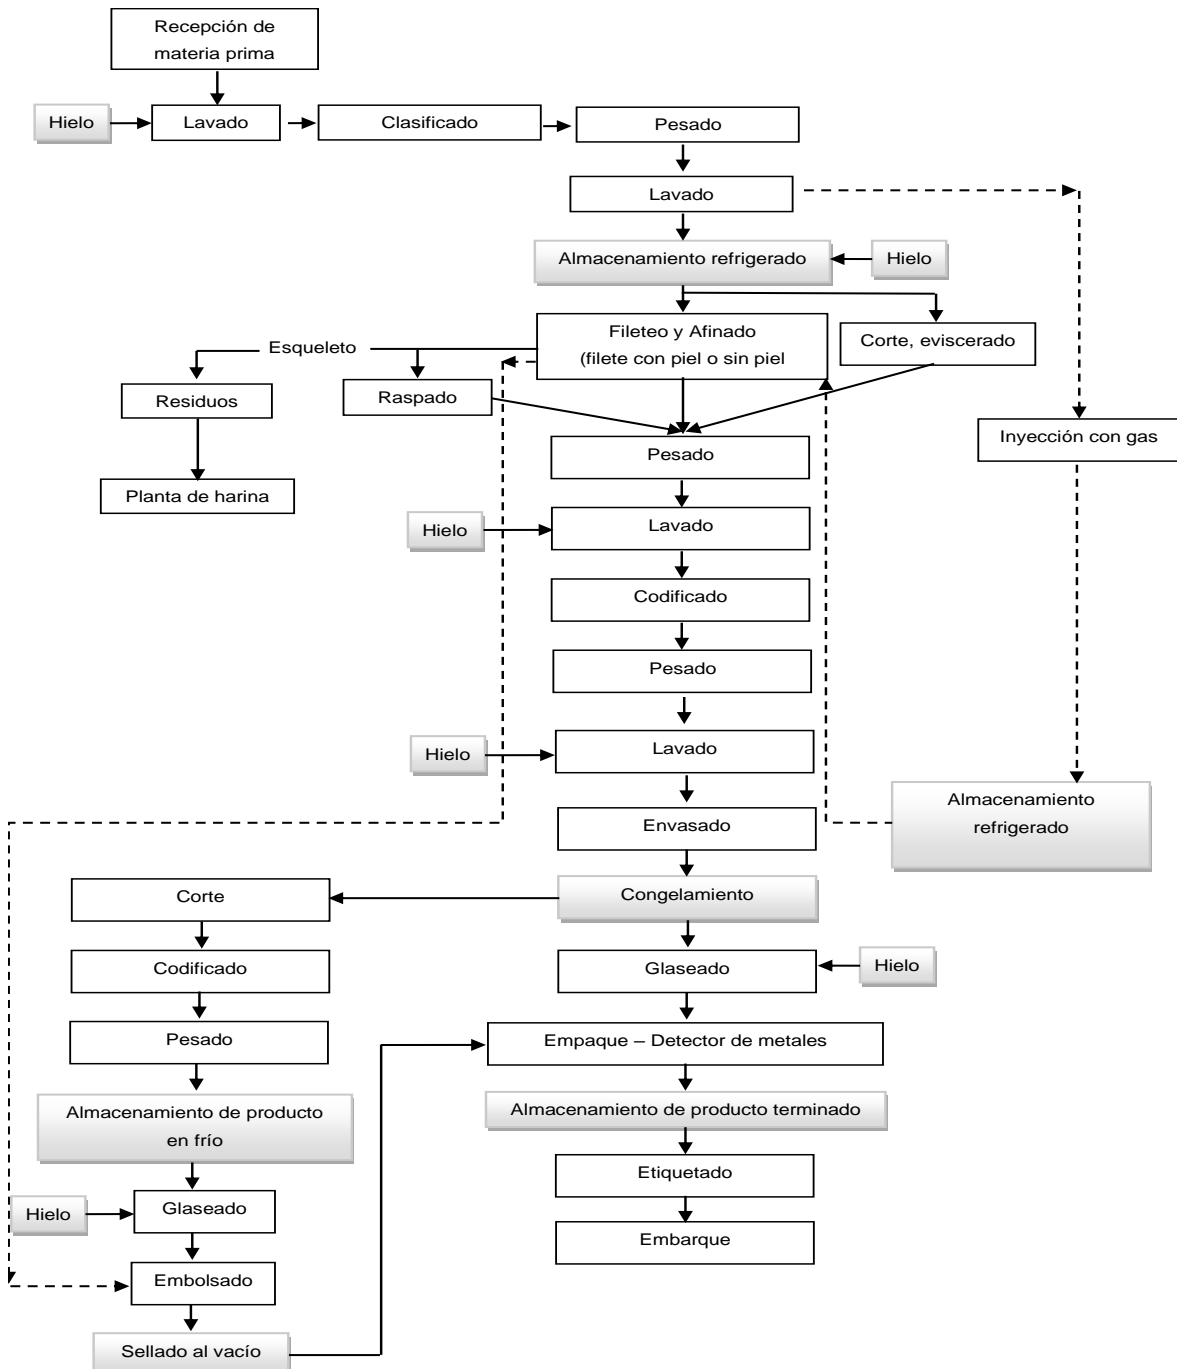 Recepción de
materia prima
Hielo
Lavado
Clasificado
Pesado
Lavado
Almacenamiento refrigerado
Hielo
Fileteo y Afinado
(filete con piel o sin piel
Corte, eviscerado
Esqueleto
Residuos
Raspado
Inyección con gas
Pesado
Planta de harina
Hielo
Lavado
Codificado
Pesado
Hielo
Lavado
Almacenamiento
refrigerado
Envasado
Corte
Congelamiento
Codificado
Glaseado
Hielo
Pesado
Empaque – Detector de metales
Almacenamiento de producto
en frío
Almacenamiento de producto terminado
Etiquetado
Hielo
Glaseado
Embarque
Embolsado
Sellado al vacío